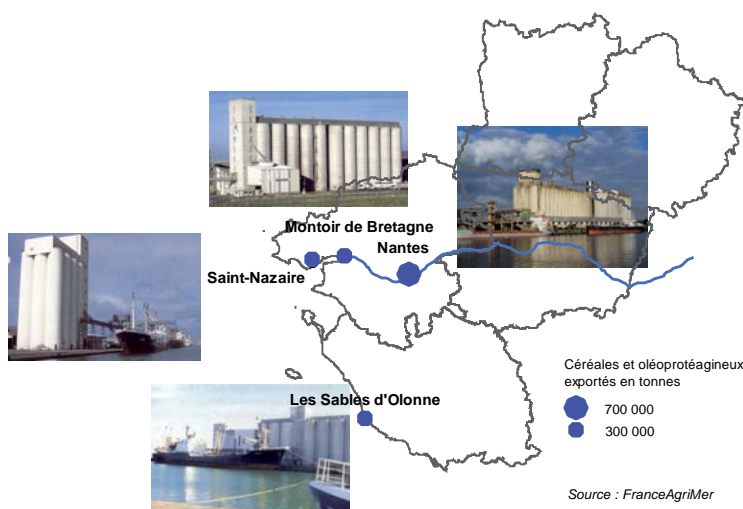 Montoir de Bretagne
Nantes
Saint-Nazaire
Les Sables d'Olonne
Céréales et oléoprotéagineux
exportés en tonnes
700 000
300 000
Source : FranceAgriMer